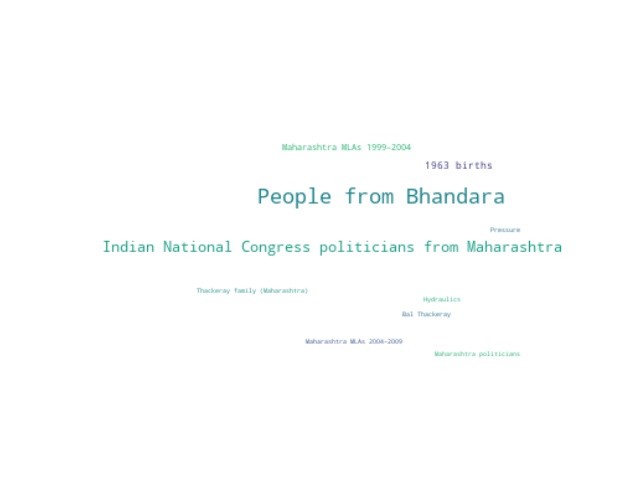 Maharashtra MLAs 1999–2004
1963 births
People from Bhandara
Pressure
Indian National Congress politicians from Maharashtra
Thackeray family (Maharashtra)
Hydraulics
Bal Thackeray
Maharashtra MLAs 2004–2009
Maharashtra politicians